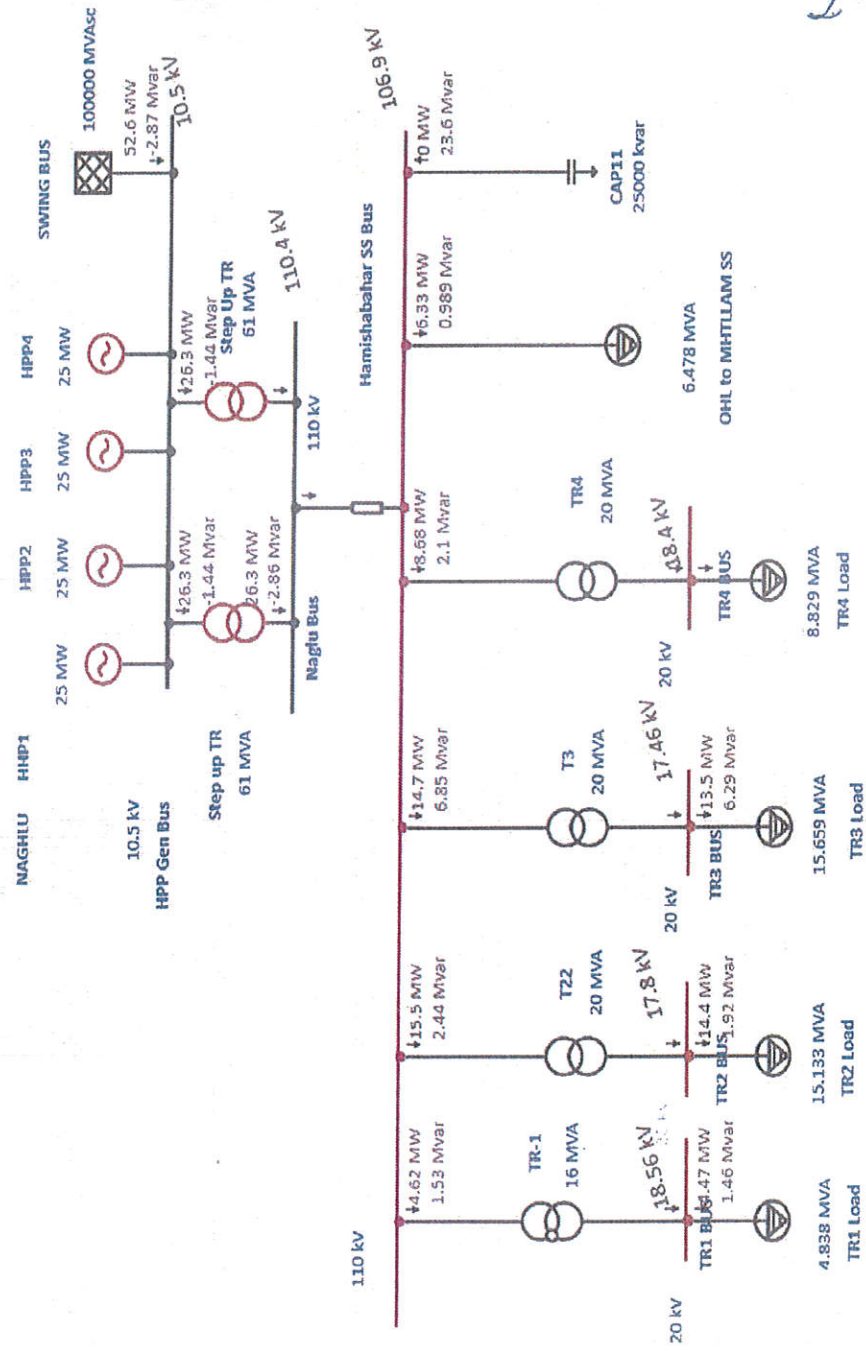 NAGHLU
HHP1
HPP2
HPP3
HPP4
SWING BUS
25 MW
25 MW
25 MW
25 MW
100000 MVAsc
52.6 MW
-2.87 Mvar
10.5 kV
10.5 kV
HPP Gen Bus
26.3 MW
-1.44 Mvar
26.3 MW
-1.44 Mvar
Step up TR
61 MVA
Step Up TR
61 MVA
26.3 MW
-2.86 Mvar
110.4 kV
Naglu Bus
110 kV
Hamishabahar SS Bus
106.9 kV
110 kV
4.62 MW
1.53 Mvar
15.5 MW
2.44 Mvar
14.7 MW
6.85 Mvar
8.68 MW
2.1 Mvar
6.33 MW
0.989 Mvar
0 MW
23.6 Mvar
TR-1
16 MVA
T22
20 MVA
T3
20 MVA
TR4
20 MVA
CAP11
25000 kvar
18.56 kV
17.8 kV
17.46 kV
18.4 kV
20 kV
TR1 BUS
4.47 MW
1.46 Mvar
TR2 BUS
14.4 MW
1.92 Mvar
20 kV
TR3 BUS
13.5 MW
6.29 Mvar
20 kV
TR4 BUS
4.838 MVA
TR1 Load
15.133 MVA
TR2 Load
15.659 MVA
TR3 Load
8.829 MVA
TR4 Load
6.478 MVA
OHL to MHTLLAM SS